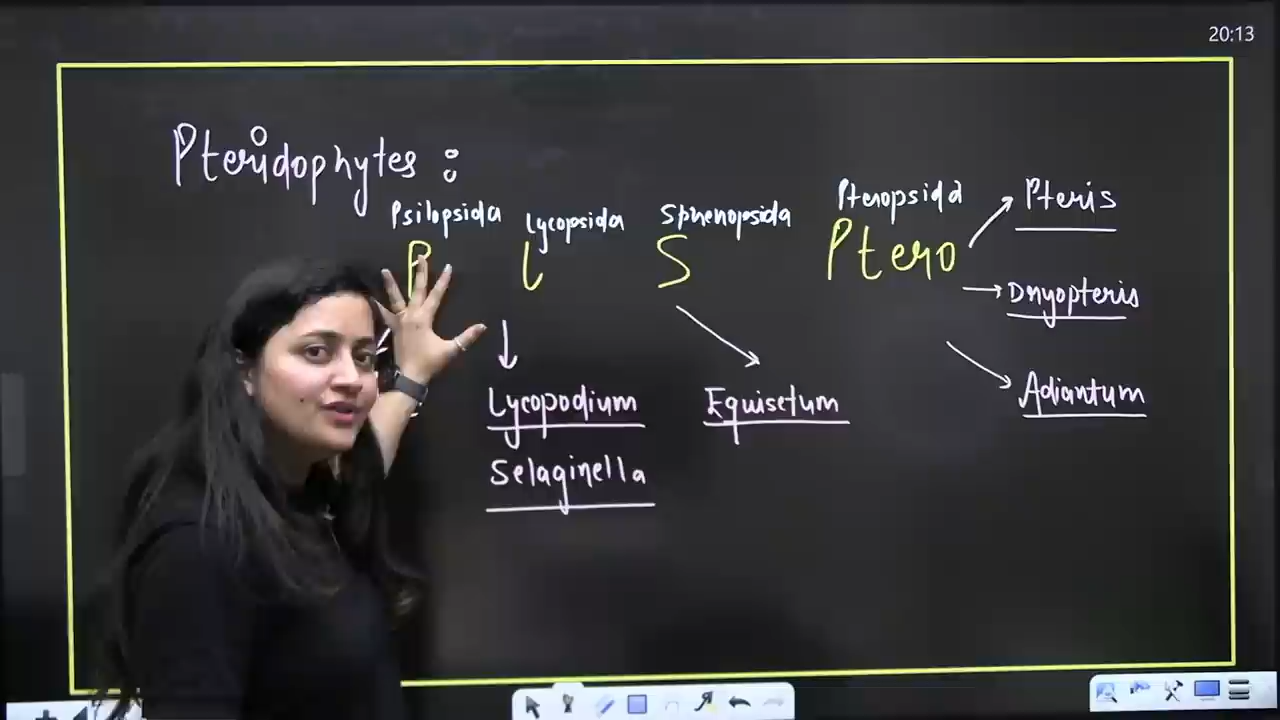 20:13
Pteridophytes :
Psilopsida Lycopsida Sphenopsida Pteropsida
P L S Ptero
Pteris
Dryopteris
Adiantum
Lycopodium Equisetum
Selaginella